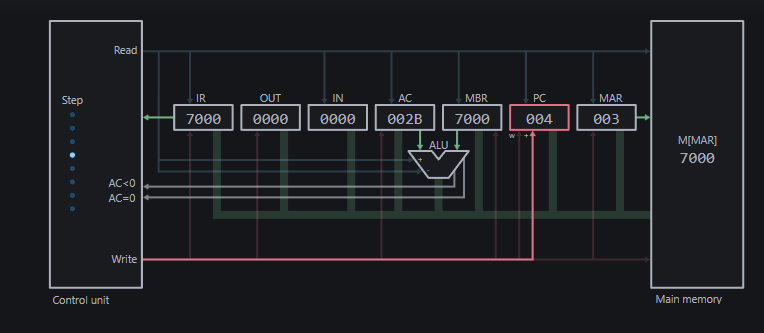 Read
Step
IR OUT IN AC MBR PC MAR
7000 0000 0000 002B 7000 004 003
w +
ALU
+
-
M[MAR]
7000
AC<0
AC=0
Write
Control unit
Main memory